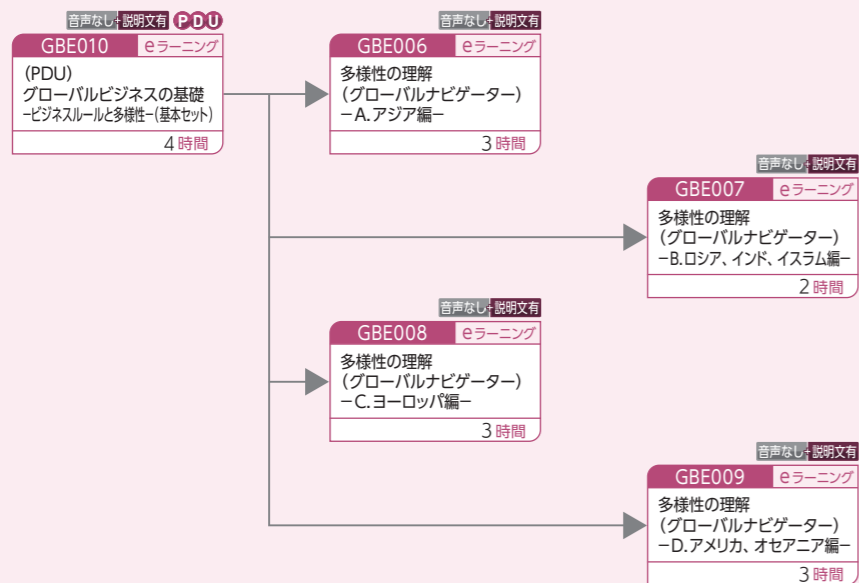 音声なし+説明文有 PDU
GBE010 eラーニング
(PDU)
グローバルビジネスの基礎
−ビジネスルールと多様性−(基本セット)
4時間
音声なし+説明文有
GBE006 eラーニング
多様性の理解
(グローバルナビゲーター)
−A.アジア編−
3時間
音声なし+説明文有
GBE007 eラーニング
多様性の理解
(グローバルナビゲーター)
−B.ロシア、インド、イスラム編−
2時間
音声なし+説明文有
GBE008 eラーニング
多様性の理解
(グローバルナビゲーター)
−C.ヨーロッパ編−
3時間
音声なし+説明文有
GBE009 eラーニング
多様性の理解
(グローバルナビゲーター)
−D.アメリカ、オセアニア編−
3時間